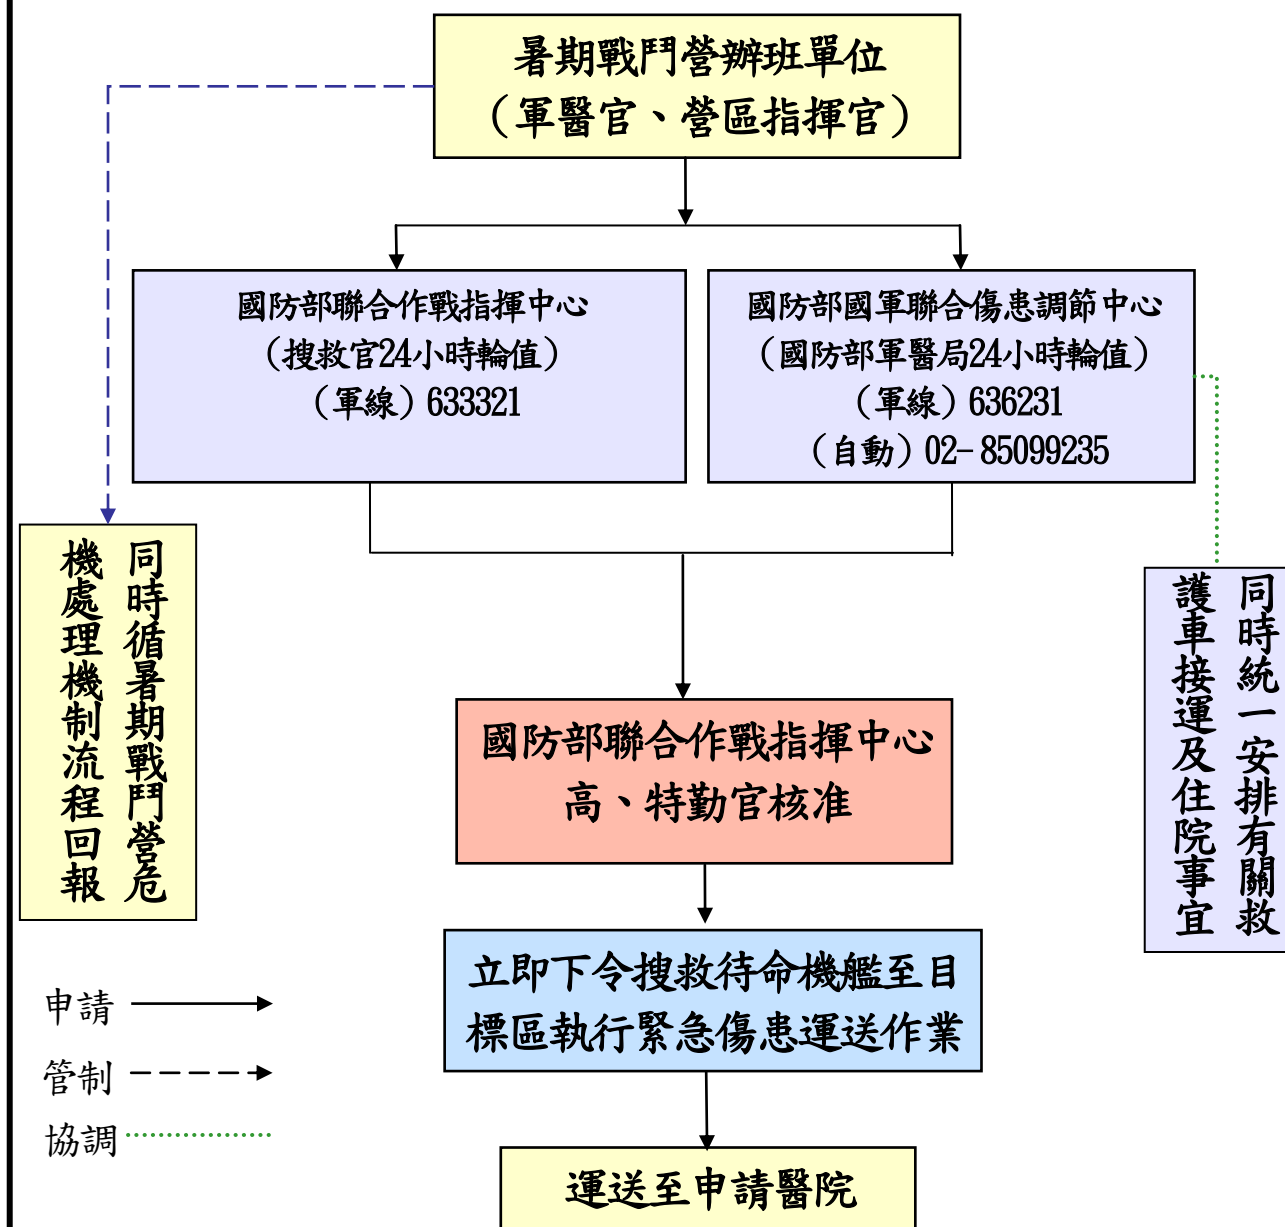 暑期戰鬥營辦班單位
（軍醫官、營區指揮官）
國防部聯合作戰指揮中心
（搜救官24小時輪值）
（軍線）633321
國防部國軍聯合傷患調節中心
（國防部軍醫局24小時輪值）
（軍線）636231
（自動）02-85099235
同時循暑期戰鬥營危
機處理機制流程回報
同時統一安排有關救
護車接運及住院事宜
國防部聯合作戰指揮中心
高、特勤官核准
立即下令搜救待命機艦至目
標區執行緊急傷患運送作業
運送至申請醫院
申請
管制
協調